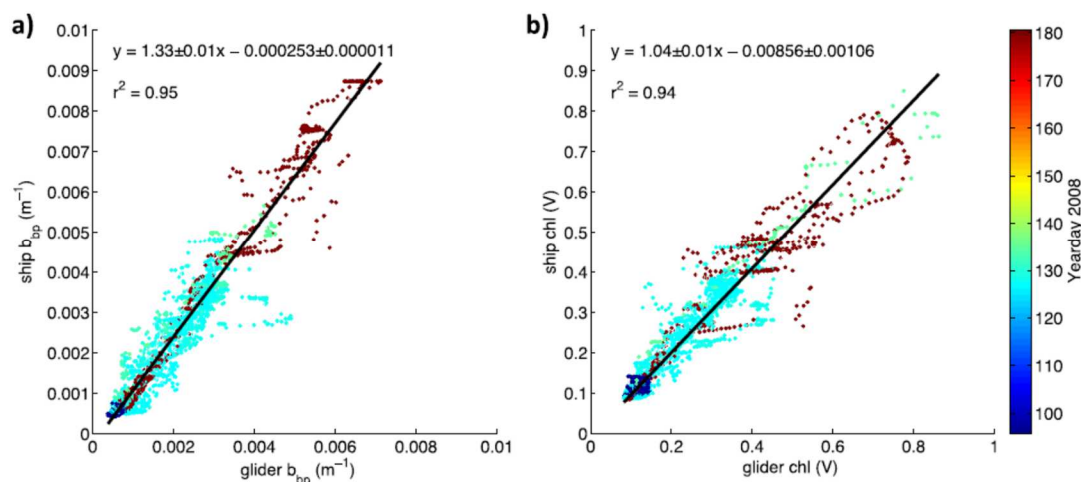 a)
y = 1.33±0.01x − 0.000253±0.000011
r² = 0.95
0.01
0.009
0.008
0.007
0.006
0.005
0.004
0.003
0.002
0.001
0
ship b_bp (m⁻¹)
0 0.002 0.004 0.006 0.008 0.01
glider b_bp (m⁻¹)
b)
y = 1.04±0.01x − 0.00856±0.00106
r² = 0.94
1
0.9
0.8
0.7
0.6
0.5
0.4
0.3
0.2
0.1
0
ship chl (V)
0 0.2 0.4 0.6 0.8 1
glider chl (V)
180
170
160
150
140
130
120
110
100
Yearday 2008